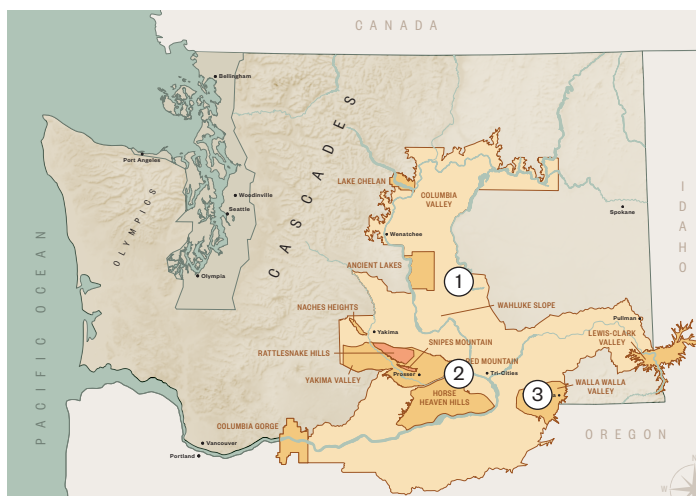 CANADA
Bellingham
CASCADES
Port Angeles
OLYMPICS
Woodinville
Seattle
Olympia
PACIFIC OCEAN
LAKE CHELAN
COLUMBIA
VALLEY
Wenatchee
Spokane
IDAHO
ANCIENT LAKES
1
NACHES HEIGHTS
WAHLUKE SLOPE
Yakima
Pullman
LEWIS-CLARK
VALLEY
RATTLESNAKE HILLS
SNIPES MOUNTAIN
RED MOUNTAIN
YAKIMA VALLEY
Prosser
2
Tri-Cities
HORSE
HEAVEN HILLS
3
WALLA WALLA
VALLEY
COLUMBIA GORGE
Vancouver
Portland
OREGON
N
W